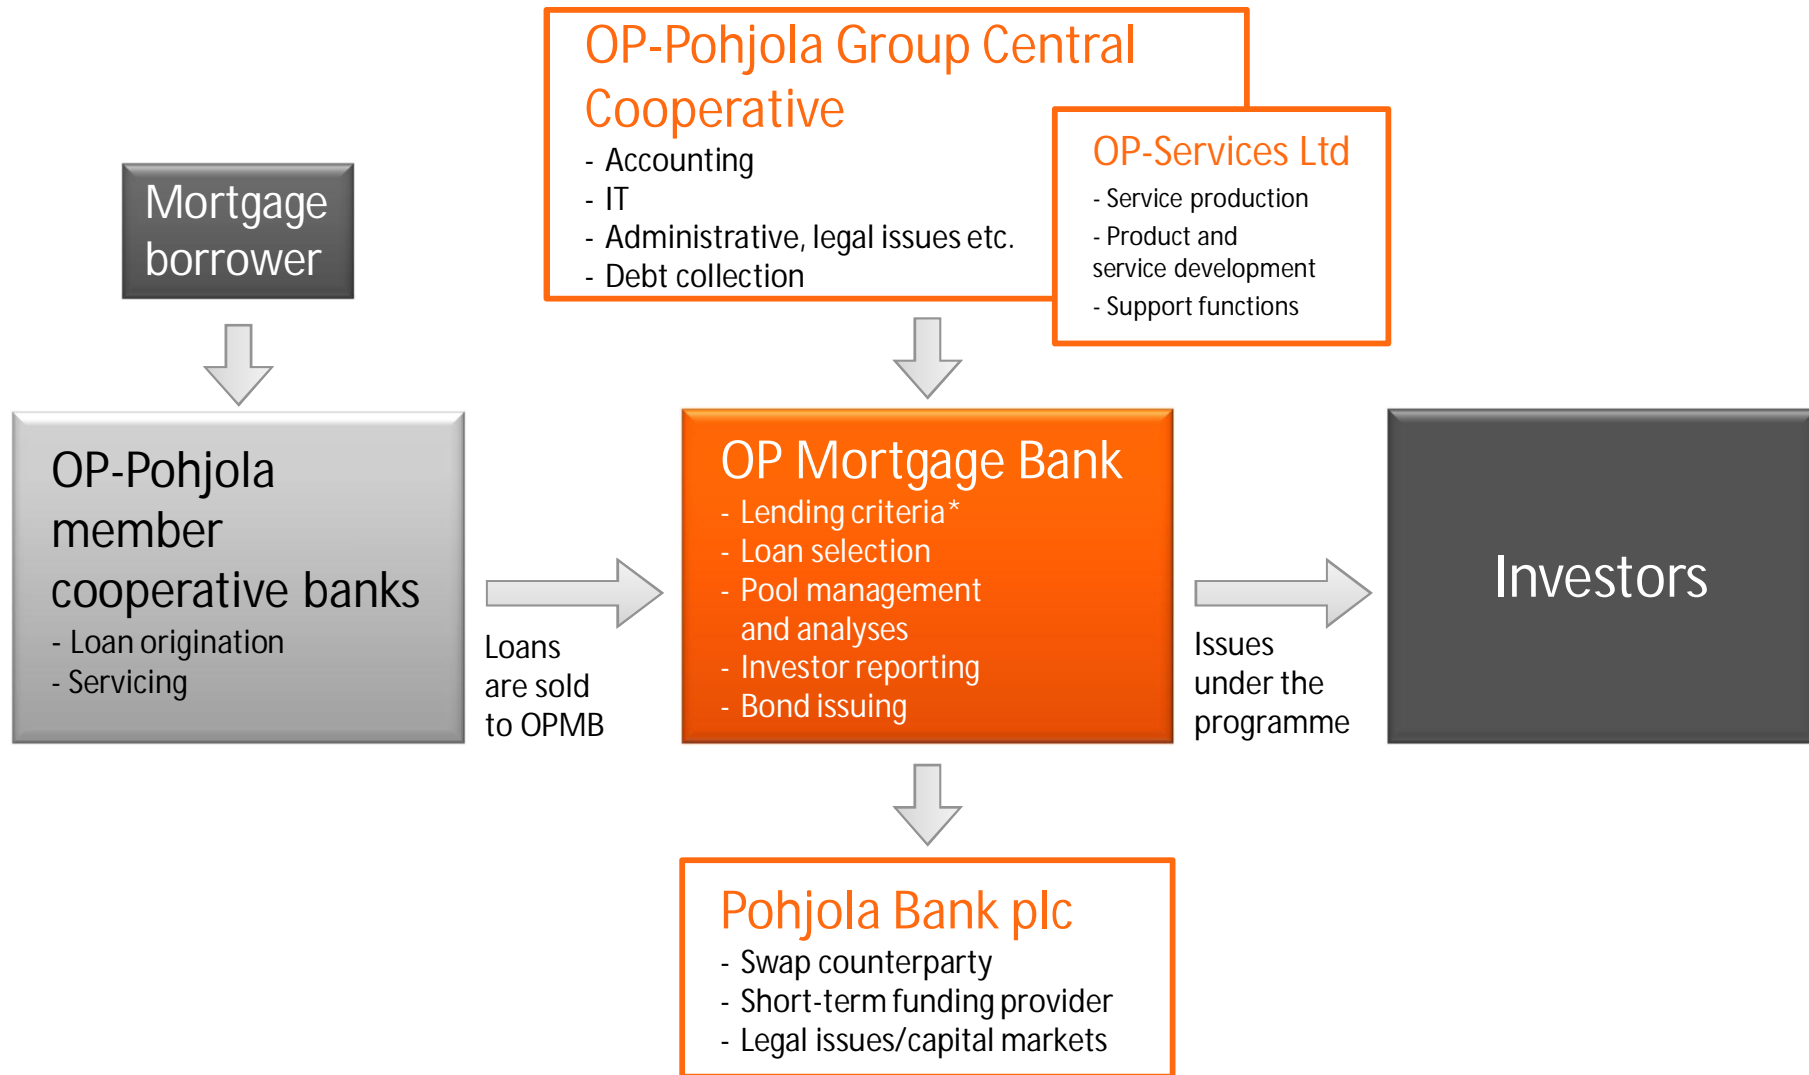 OP-Pohjola Group Central
Cooperative
- Accounting
- IT
- Administrative, legal issues etc.
- Debt collection
OP-Services Ltd
- Service production
- Product and
service development
- Support functions
Mortgage
borrower
OP-Pohjola
member
cooperative banks
- Loan origination
- Servicing
Loans
are sold
to OPMB
OP Mortgage Bank
- Lending criteria*
- Loan selection
- Pool management
and analyses
- Investor reporting
- Bond issuing
Issues
under the
programme
Investors
Pohjola Bank plc
- Swap counterparty
- Short-term funding provider
- Legal issues/capital markets